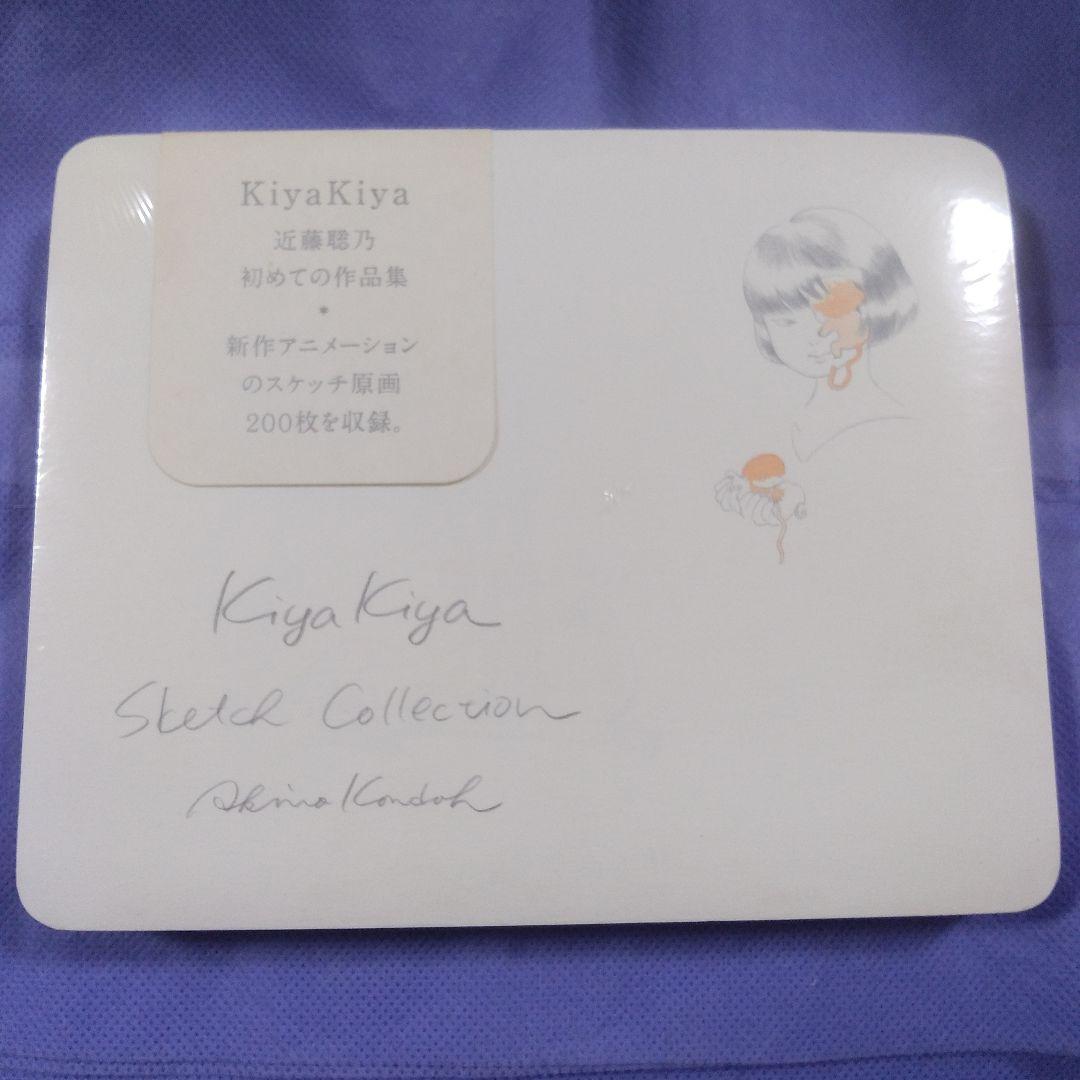 KiyaKiya
近藤聡乃
初めての作品集
*
新作アニメーション
のスケッチ原画
200枚を収録。
KiyaKiya
Sketch Collection
Akino Kondoh